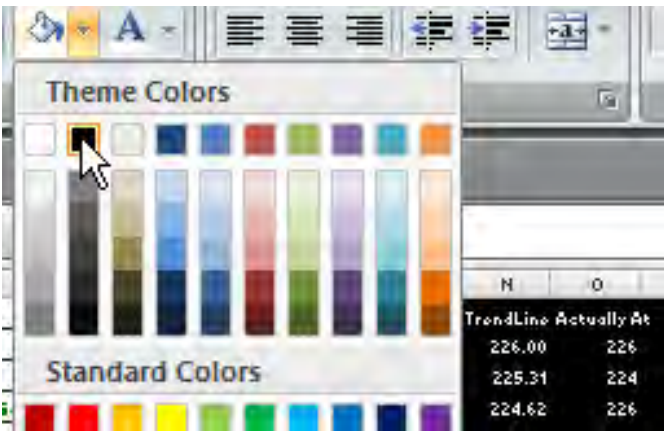 A
a
Theme Colors
N O
TrendLine Actually At
226.00 226
225.31 224
Standard Colors
224.62 226